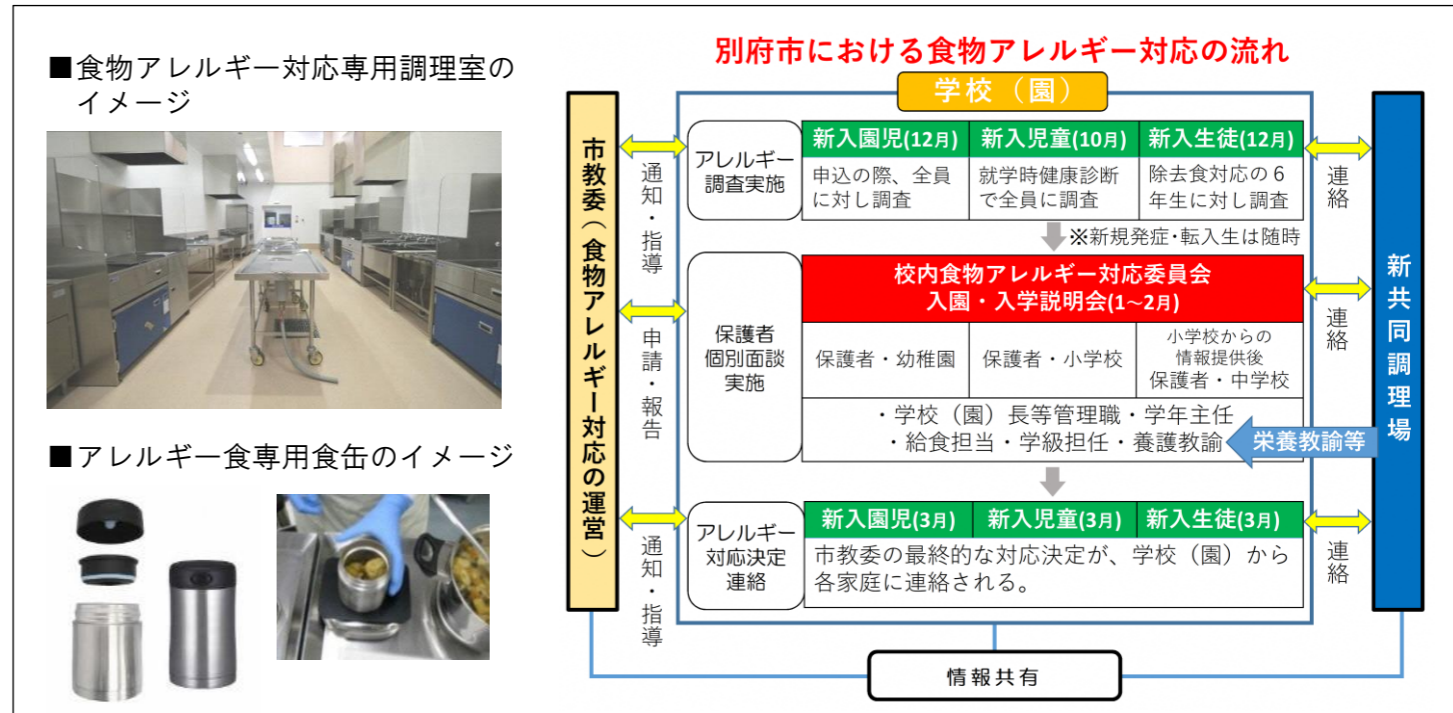 ■食物アレルギー対応専用調理室の
イメージ
■アレルギー食専用食缶のイメージ
別府市における食物アレルギー対応の流れ
学校（園）
市教委（食物アレルギー対応の運営）
通知・指導
申請・報告
通知・指導
アレルギー
調査実施
新入園児(12月)
申込の際、全員
に対し調査
新入児童(10月)
就学時健康診断
で全員に調査
新入生徒(12月)
除去食対応の６
年生に対し調査
※新規発症・転入生は随時
保護者
個別面談
実施
校内食物アレルギー対応委員会
入園・入学説明会(1～2月)
保護者・幼稚園
保護者・小学校
小学校からの
情報提供後
保護者・中学校
・学校（園）長等管理職・学年主任
・給食担当・学級担任・養護教諭
栄養教諭等
アレルギー
対応決定
連絡
新入園児(3月)
新入児童(3月)
新入生徒(3月)
市教委の最終的な対応決定が、学校（園）から
各家庭に連絡される。
連絡
連絡
連絡
新共同調理場
情報共有